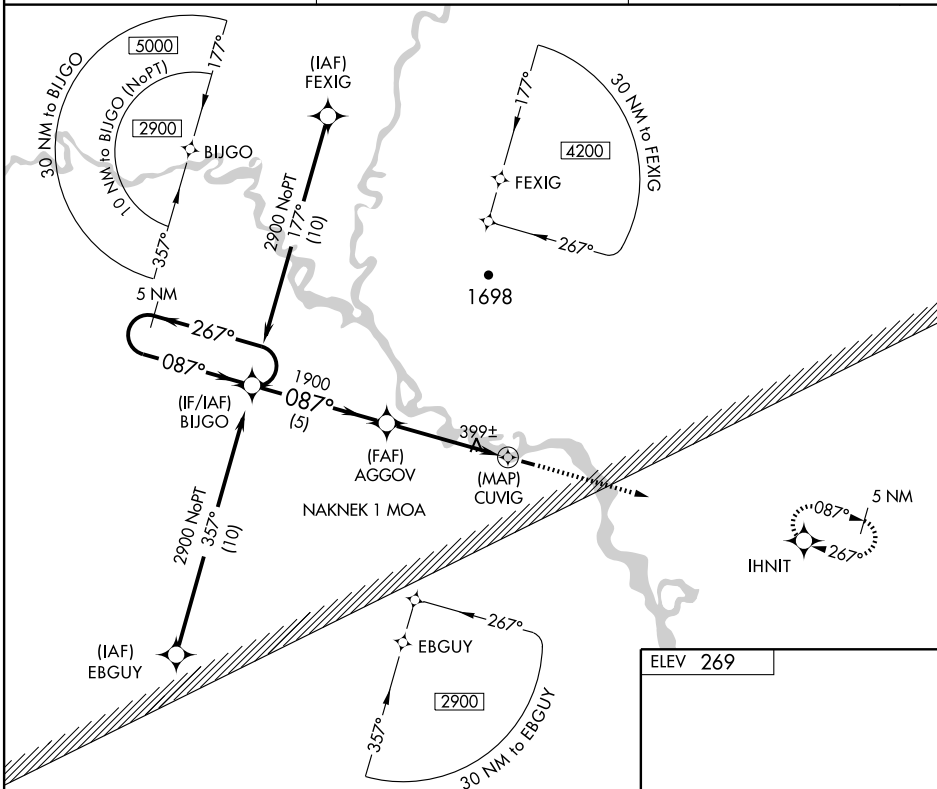 5000
177°
30 NM to BIJGO
10 NM to BIJGO (NoPT)
2900
BIJGO
357°
(IAF)
FEXIG
2900 NoPT
177°
(10)
177°
30 NM to FEXIG
4200
FEXIG
267°
1698
5 NM
267°
087°
(IF/IAF)
BIJGO
1900
087°
(5)
(FAF)
AGGOV
399±
(MAP)
CUVIG
NAKNEK 1 MOA
2900 NoPT
357°
(10)
(IAF)
EBGUY
087°
5 NM
267°
IHNIT
267°
EBGUY
2900
357°
30 NM to EBGUY
ELEV 269